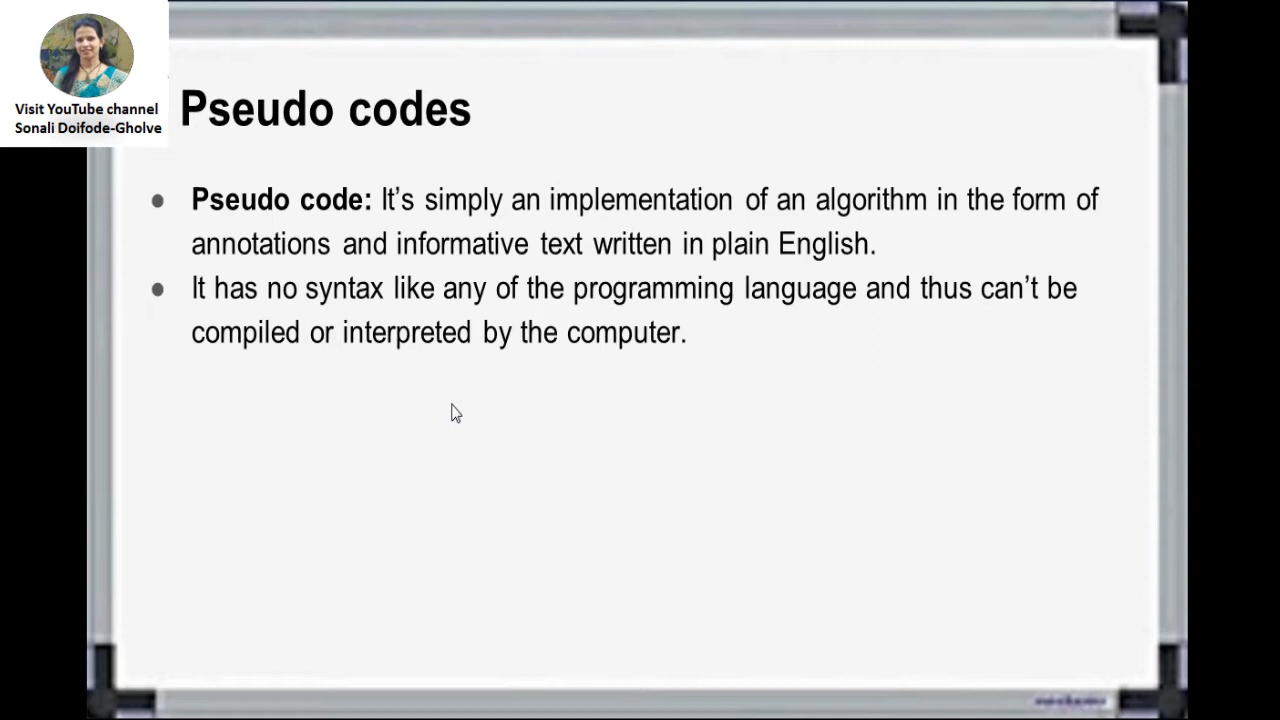 Visit YouTube channel
Sonali Doifode-Gholve
Pseudo codes
● Pseudo code: It’s simply an implementation of an algorithm in the form of
annotations and informative text written in plain English.
● It has no syntax like any of the programming language and thus can’t be
compiled or interpreted by the computer.